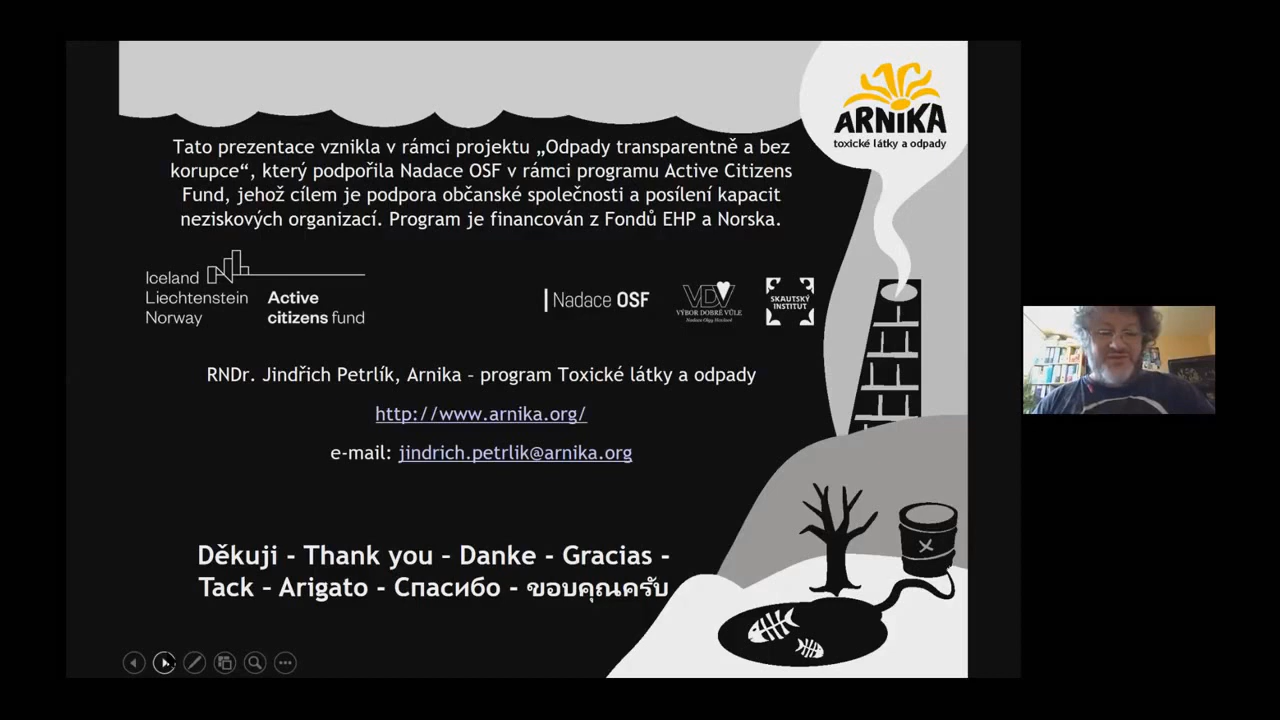 ARNIKA
toxické látky a odpady
Tato prezentace vznikla v rámci projektu „Odpady transparentně a bez
korupce“, který podpořila Nadace OSF v rámci programu Active Citizens
Fund, jehož cílem je podpora občanské společnosti a posílení kapacit
neziskových organizací. Program je financován z Fondů EHP a Norska.
Iceland
Liechtenstein
Norway
Active
citizens fund
Nadace OSF
VDV
VÝBOR DOBRÉ VŮLE
Nadace Olgy Havlové
SKAUTSKÝ
INSTITUT
RNDr. Jindřich Petrlík, Arnika – program Toxické látky a odpady
http://www.arnika.org/
e-mail: jindrich.petrlik@arnika.org
Děkuji - Thank you – Danke - Gracias -
Tack – Arigato - Спасибо - ขอบคุณครับ